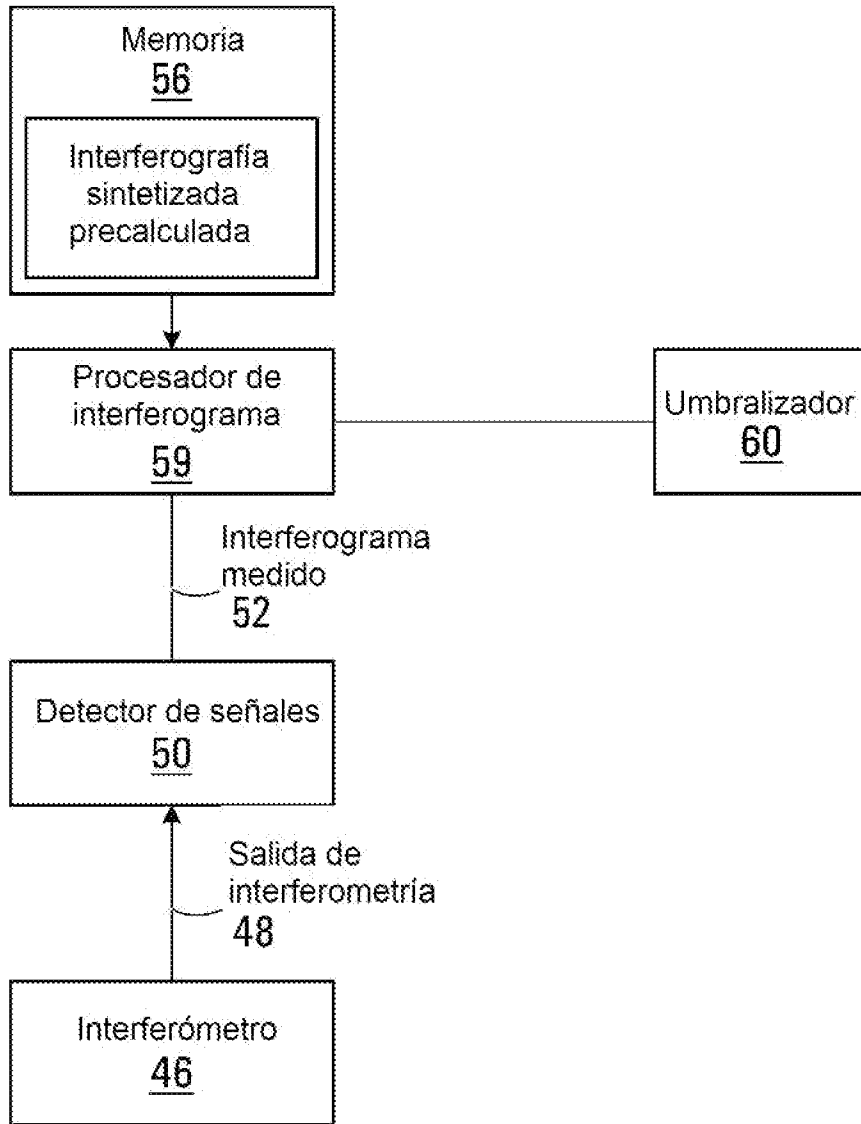 Memoria
56
Interferografía
sintetizada
precalculada
Procesador de
interferograma
59
Umbralizador
60
Interferograma
medido
52
Detector de señales
50
Salida de
interferometría
48
Interferómetro
46